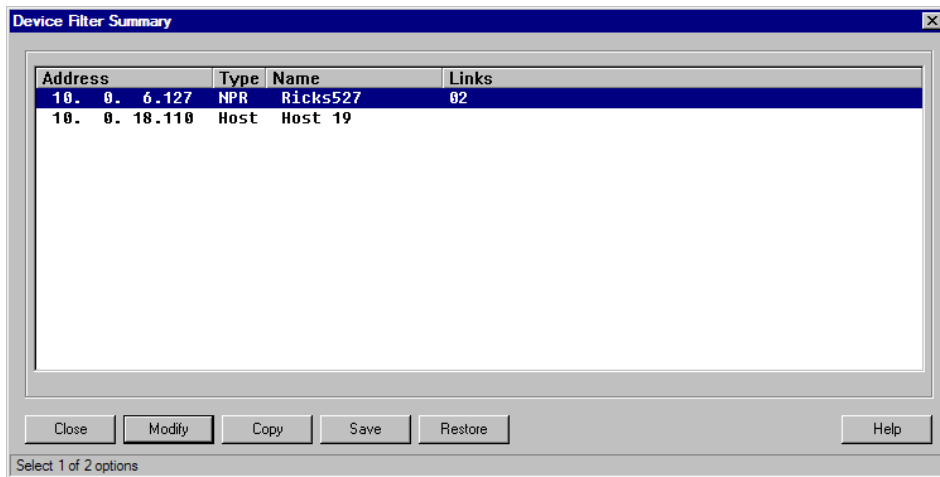 Device Filter Summary
Address Type Name Links
10. 0. 6.127 NPR Ricks527 02
10. 0. 18.110 Host Host 19
Close Modify Copy Save Restore Help
Select 1 of 2 options